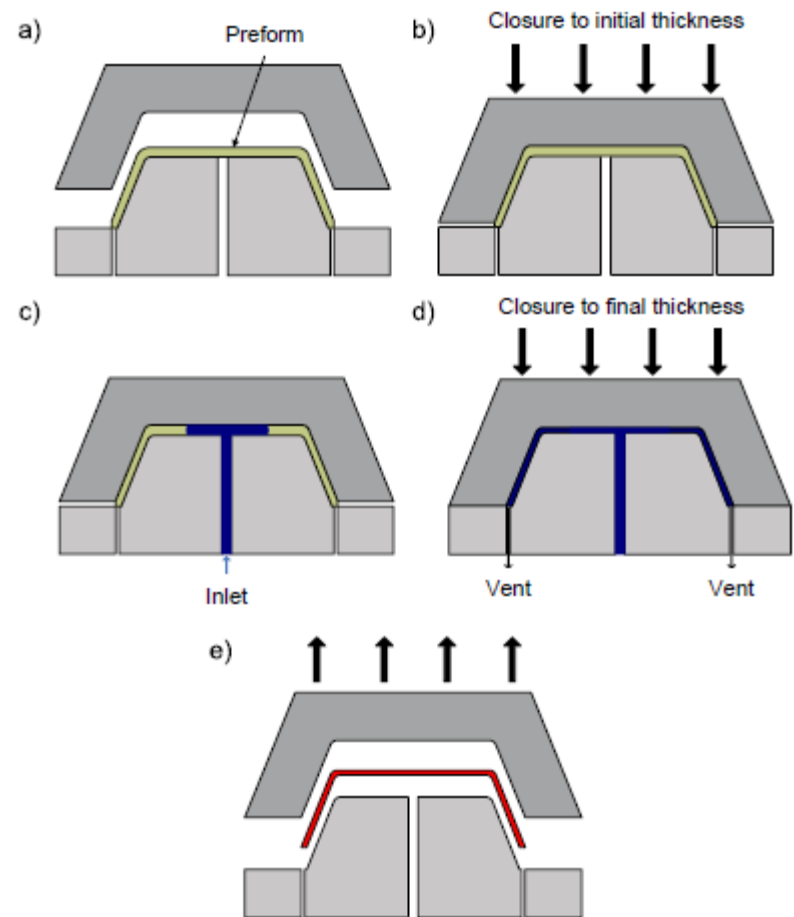 a)
Preform
b)
Closure to initial thickness
c)
Inlet
d)
Closure to final thickness
Vent
Vent
e)